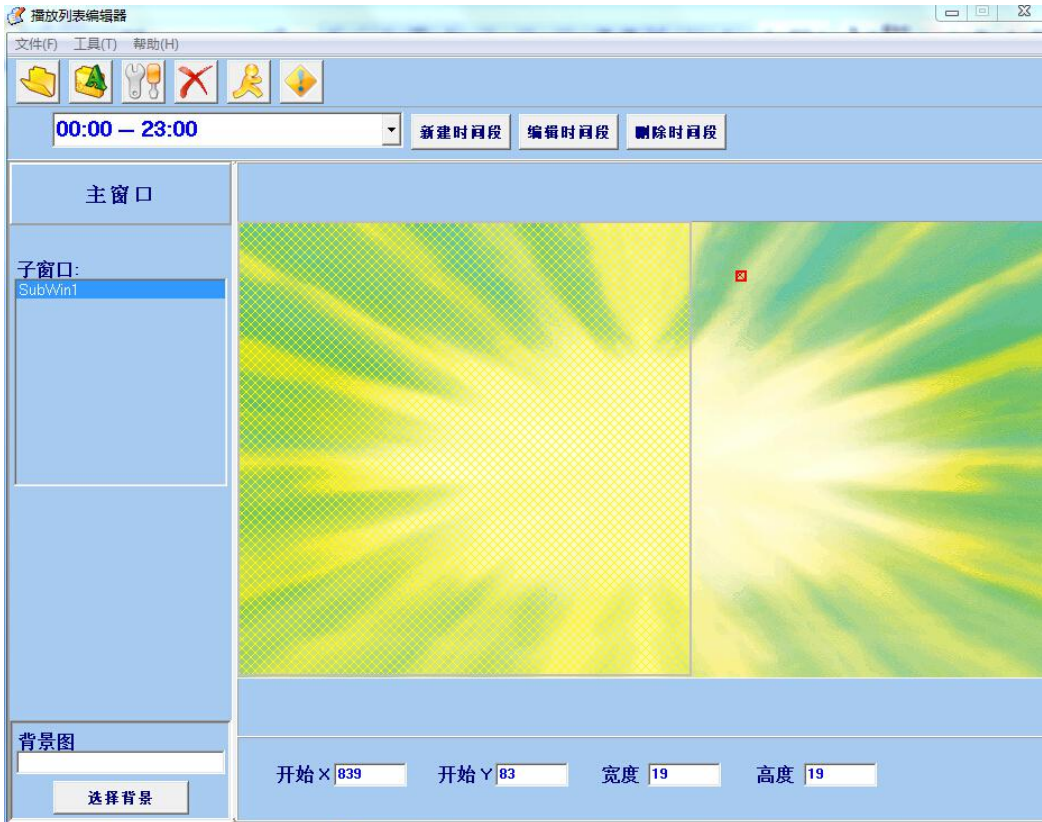 播放列表编辑器
文件(F) 工具(T) 帮助(H)
00:00 — 23:00 新建时间段 编辑时间段 删除时间段
主窗口
子窗口:
SubWin1
背景图
选择背景
开始X 839 开始Y 83 宽度 19 高度 19